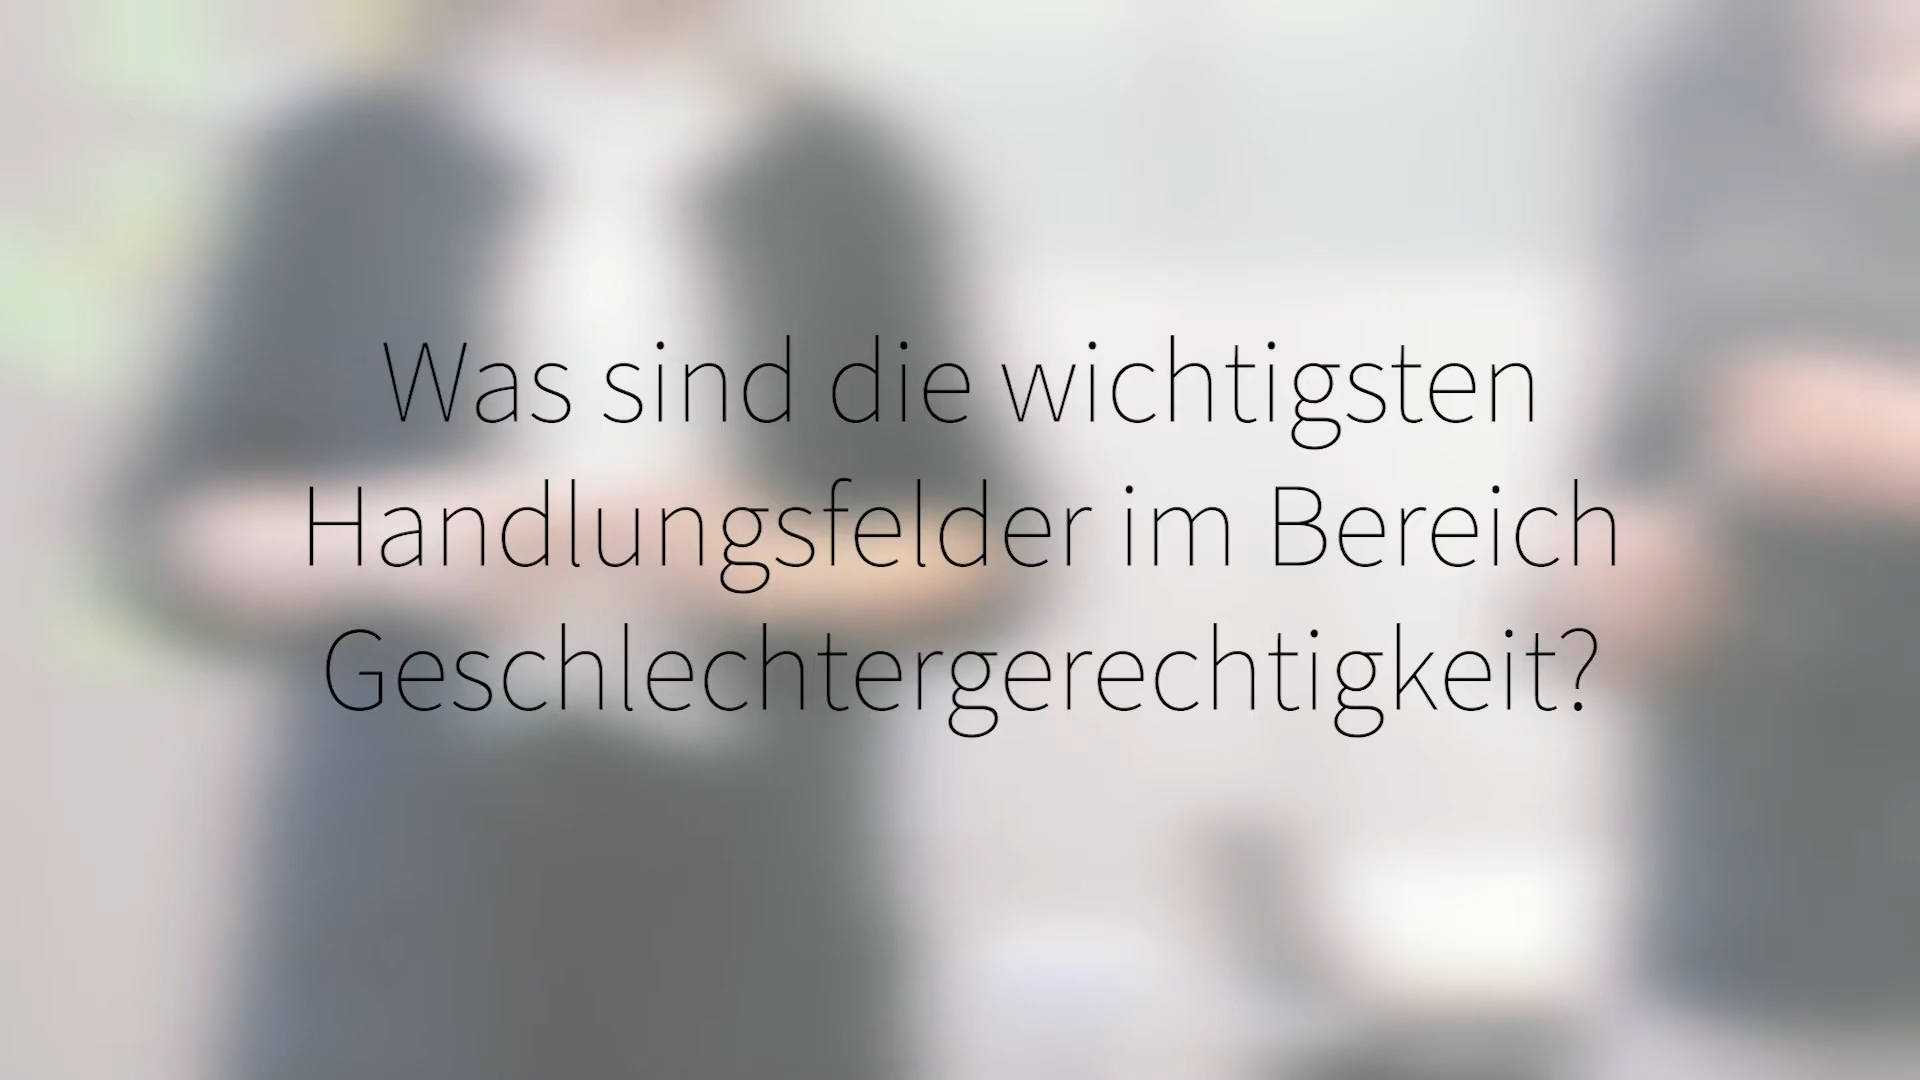 Was sind die wichtigsten
Handlungsfelder im Bereich
Geschlechtergerechtigkeit?